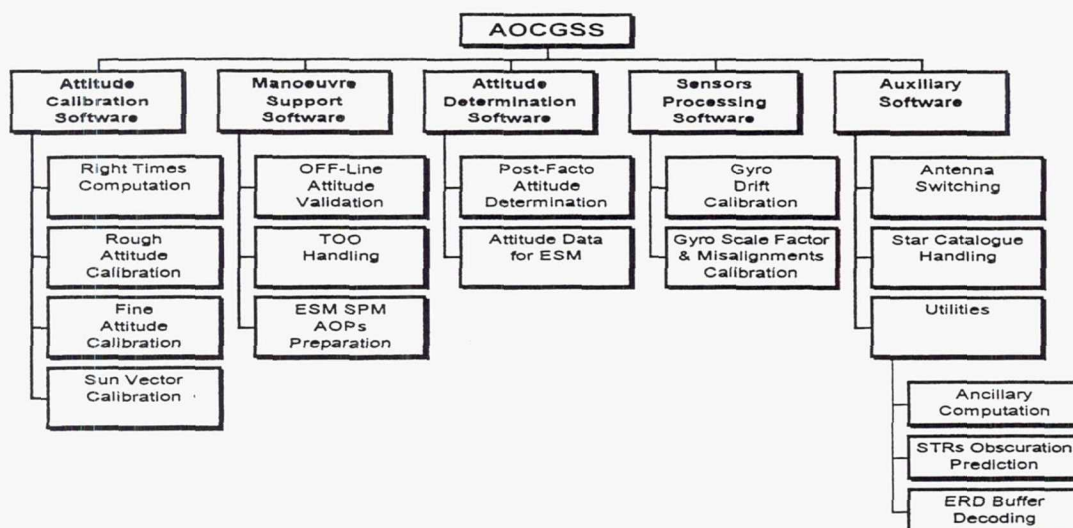 AOCGSS
Attitude
Calibration
Software
Manoeuvre
Support
Software
Attitude
Determination
Software
Sensors
Processing
Software
Auxiliary
Software
Right Times
Computation
Rough
Attitude
Calibration
Fine
Attitude
Calibration
Sun Vector
Calibration
OFF-Line
Attitude
Validation
TOO
Handling
ESM SPM
AOPs
Preparation
Post-Facto
Attitude
Determination
Attitude Data
for ESM
Gyro
Drift
Calibration
Gyro Scale Factor
& Misalignments
Calibration
Antenna
Switching
Star Catalogue
Handling
Utilities
Ancillary
Computation
STRs Obscuration
Prediction
ERD Buffer
Decoding